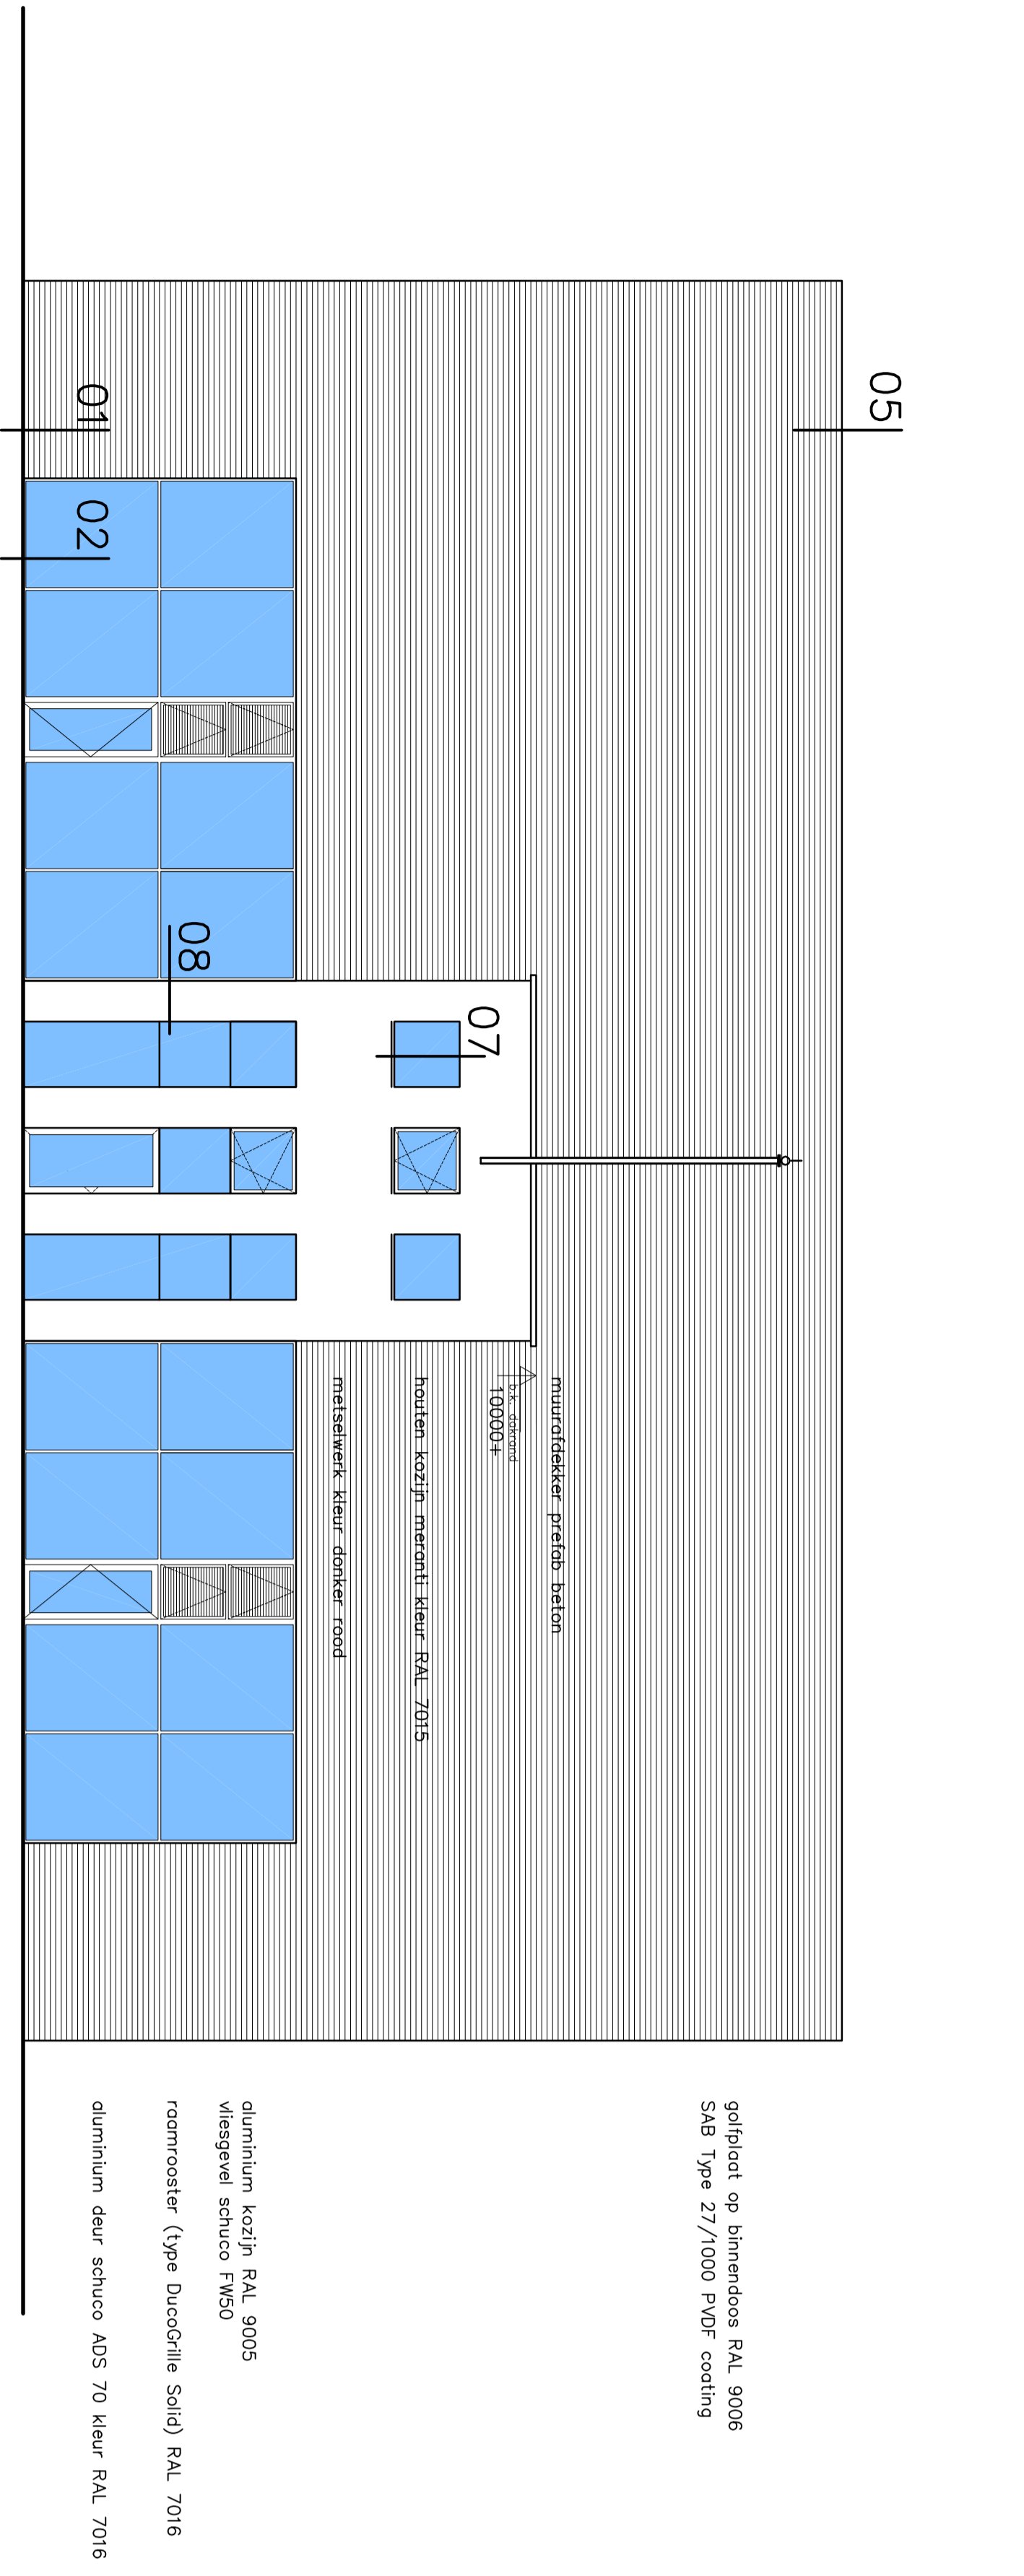 05
golfplaat op binnendoos RAL 9006
SAB Type 27/1000 PVDF coating
muurafdekker prefab beton
b.k. dakrand
10000+
07
houten kozijn meranti kleur RAL 7015
metselwerk kleur donker rood
aluminium kozijn RAL 9005
vliesgevel schuco FW50
08
raamrooster (type DucoGrille Solid) RAL 7016
01
02
aluminium deur schuco ADS 70 kleur RAL 7016